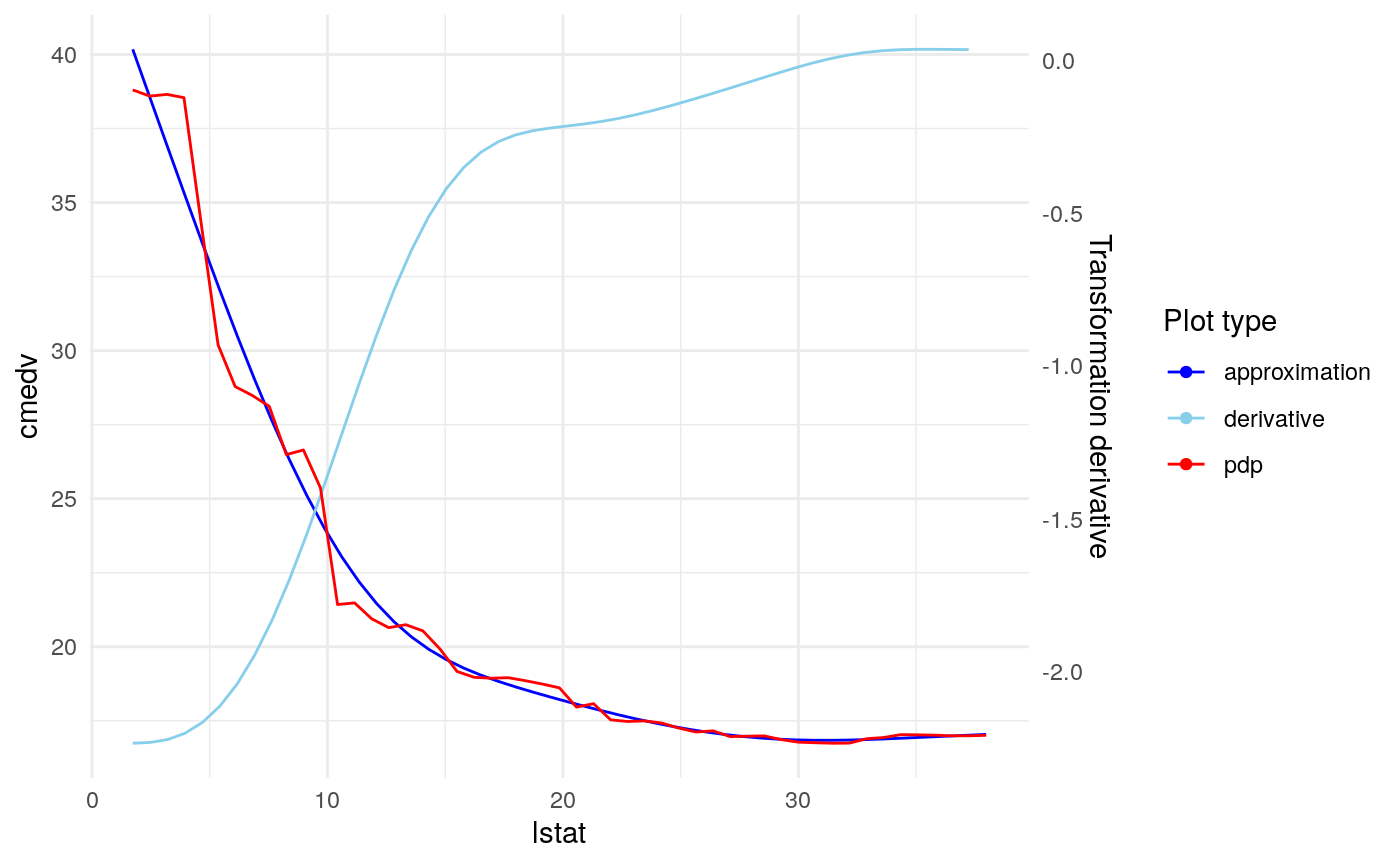 40
35
30
25
20
cmedv
0
10
20
30
lstat
0.0
-0.5
-1.0
-1.5
-2.0
Transformation derivative
Plot type
approximation
derivative
pdp